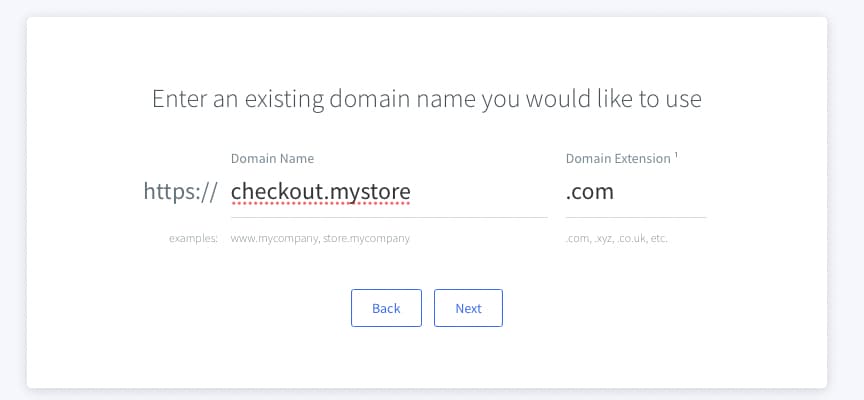 Enter an existing domain name you would like to use
Domain Name
Domain Extension ¹
https:// checkout.mystore .com
examples: www.mycompany, store.mycompany .com, .xyz, .co.uk, etc.
Back Next